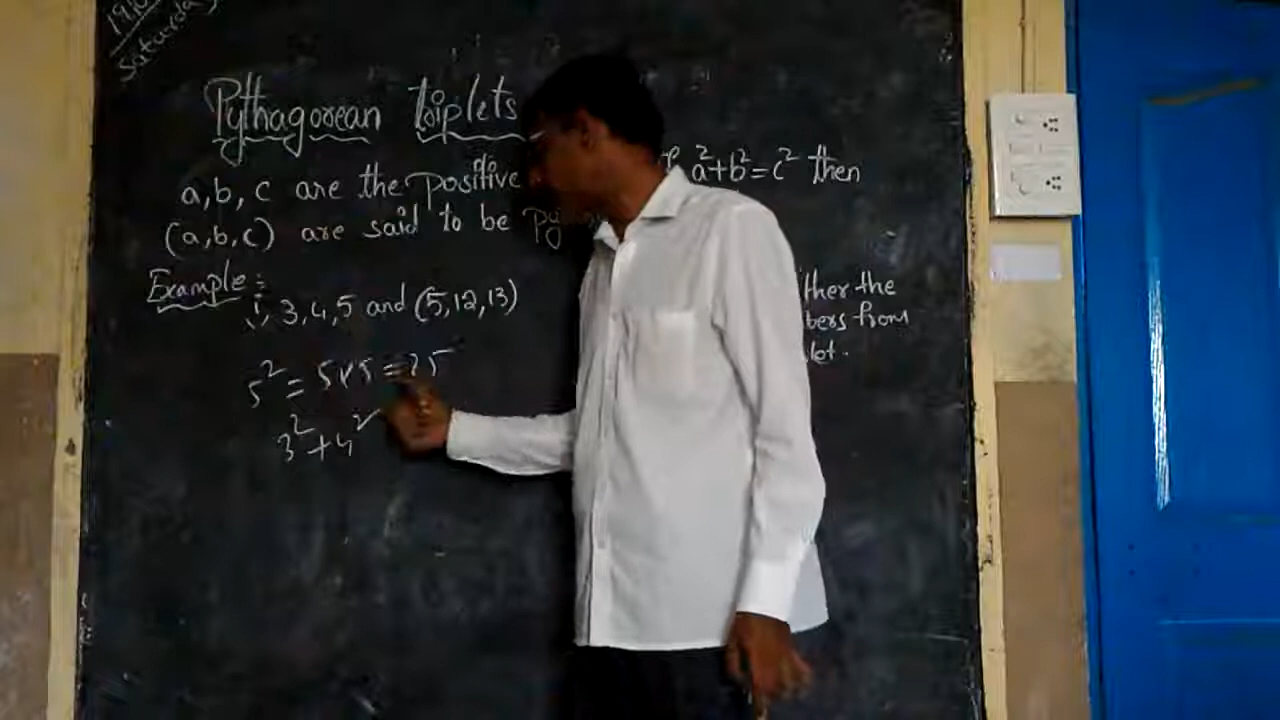 Saturday
Pythagorean triplets
a, b, c are the positive a²+b²=c² then
(a,b,c) are said to be
Example:
i, 3,4,5 and (5,12,13)
ther the
bers from
let.
5² = 5×5 = 25
3² + 4²